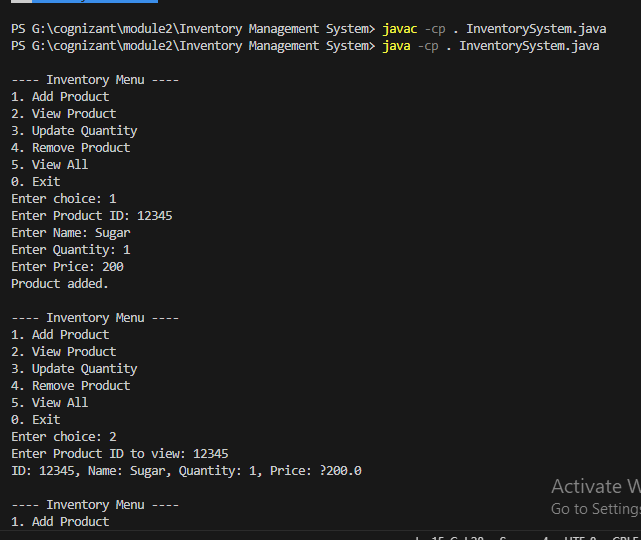 PS G:\cognizant\module2\Inventory Management System> javac -cp . InventorySystem.java
PS G:\cognizant\module2\Inventory Management System> java -cp . InventorySystem.java
---- Inventory Menu ----
1. Add Product
2. View Product
3. Update Quantity
4. Remove Product
5. View All
0. Exit
Enter choice: 1
Enter Product ID: 12345
Enter Name: Sugar
Enter Quantity: 1
Enter Price: 200
Product added.
---- Inventory Menu ----
1. Add Product
2. View Product
3. Update Quantity
4. Remove Product
5. View All
0. Exit
Enter choice: 2
Enter Product ID to view: 12345
ID: 12345, Name: Sugar, Quantity: 1, Price: ?200.0
Activate W
---- Inventory Menu ----
Go to Settings
1. Add Product